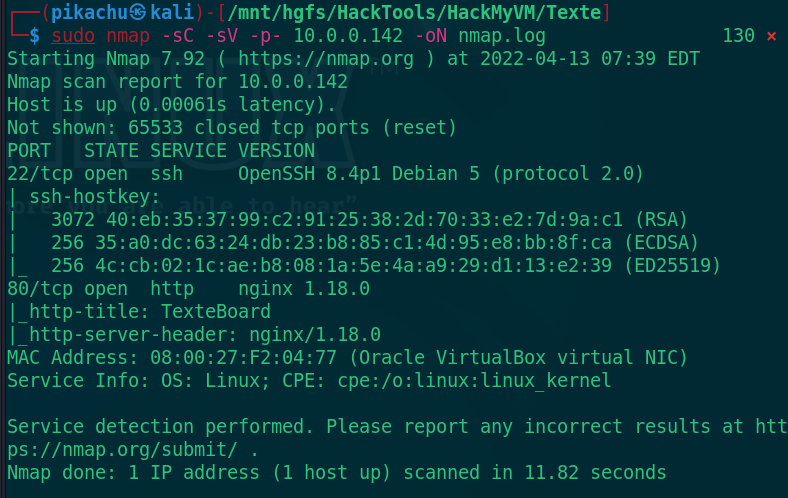 ┌──(pikachu㉿kali)-[/mnt/hgfs/HackTools/HackMyVM/Texte]
└─$ sudo nmap -sC -sV -p- 10.0.0.142 -oN nmap.log 130 ⨯
Starting Nmap 7.92 ( https://nmap.org ) at 2022-04-13 07:39 EDT
Nmap scan report for 10.0.0.142
Host is up (0.00061s latency).
Not shown: 65533 closed tcp ports (reset)
PORT   STATE SERVICE VERSION
22/tcp open  ssh     OpenSSH 8.4p1 Debian 5 (protocol 2.0)
| ssh-hostkey:
|   3072 40:eb:35:37:99:c2:91:25:38:2d:70:33:e2:7d:9a:c1 (RSA)
|   256 35:a0:dc:63:24:db:23:b8:85:c1:4d:95:e8:bb:8f:ca (ECDSA)
|_  256 4c:cb:02:1c:ae:b8:08:1a:5e:4a:a9:29:d1:13:e2:39 (ED25519)
80/tcp open  http    nginx 1.18.0
|_http-title: TexteBoard
|_http-server-header: nginx/1.18.0
MAC Address: 08:00:27:F2:04:77 (Oracle VirtualBox virtual NIC)
Service Info: OS: Linux; CPE: cpe:/o:linux:linux_kernel

Service detection performed. Please report any incorrect results at htt
ps://nmap.org/submit/ .
Nmap done: 1 IP address (1 host up) scanned in 11.82 seconds